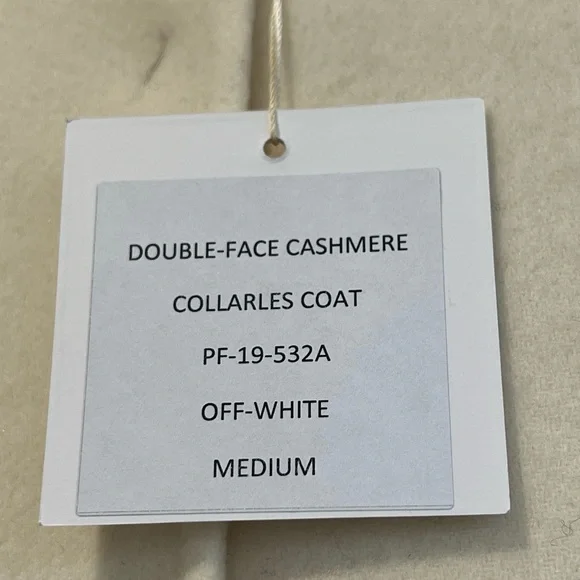 DOUBLE-FACE CASHMERE
COLLARLES COAT
PF-19-532A
OFF-WHITE
MEDIUM